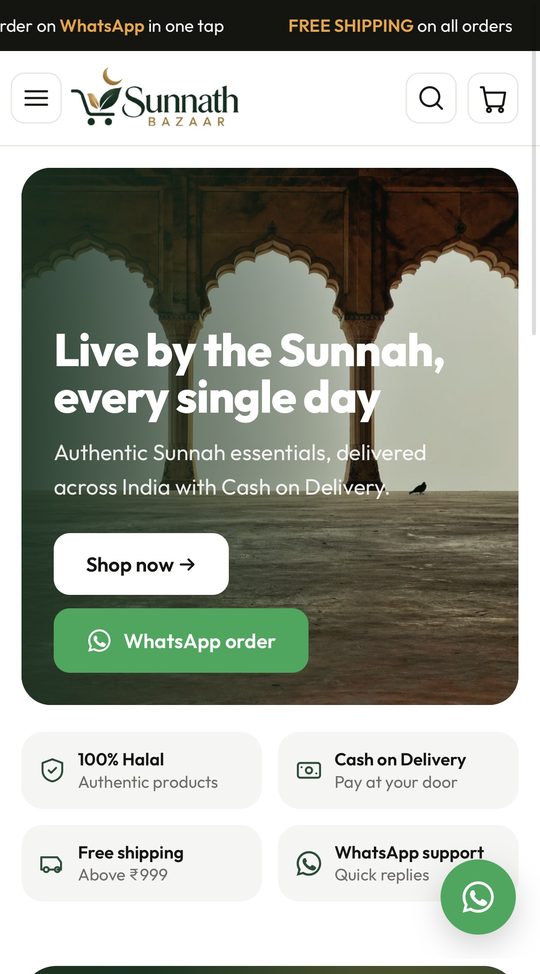 rder on WhatsApp in one tap FREE SHIPPING on all orders
Sunnath
BAZAAR
Live by the Sunnah,
every single day
Authentic Sunnah essentials, delivered
across India with Cash on Delivery.
Shop now →
WhatsApp order
100% Halal
Authentic products
Cash on Delivery
Pay at your door
Free shipping
Above ₹999
WhatsApp support
Quick replies